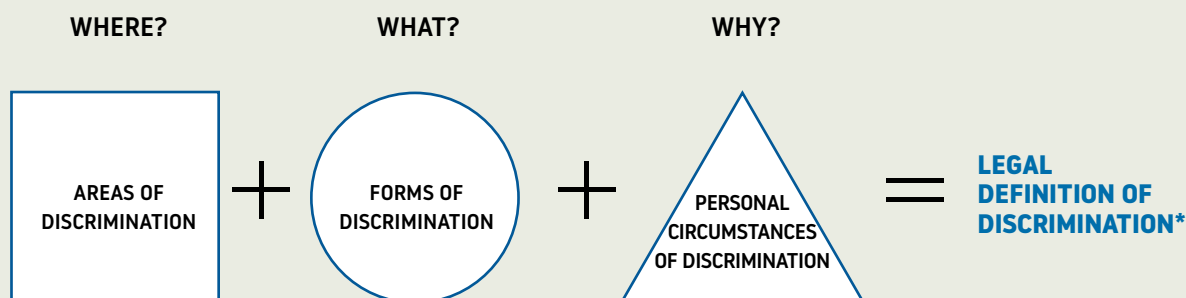 WHERE?
WHAT?
WHY?
AREAS OF
DISCRIMINATION
+
FORMS OF
DISCRIMINATION
+
PERSONAL
CIRCUMSTANCES
OF DISCRIMINATION
=
LEGAL
DEFINITION OF
DISCRIMINATION*